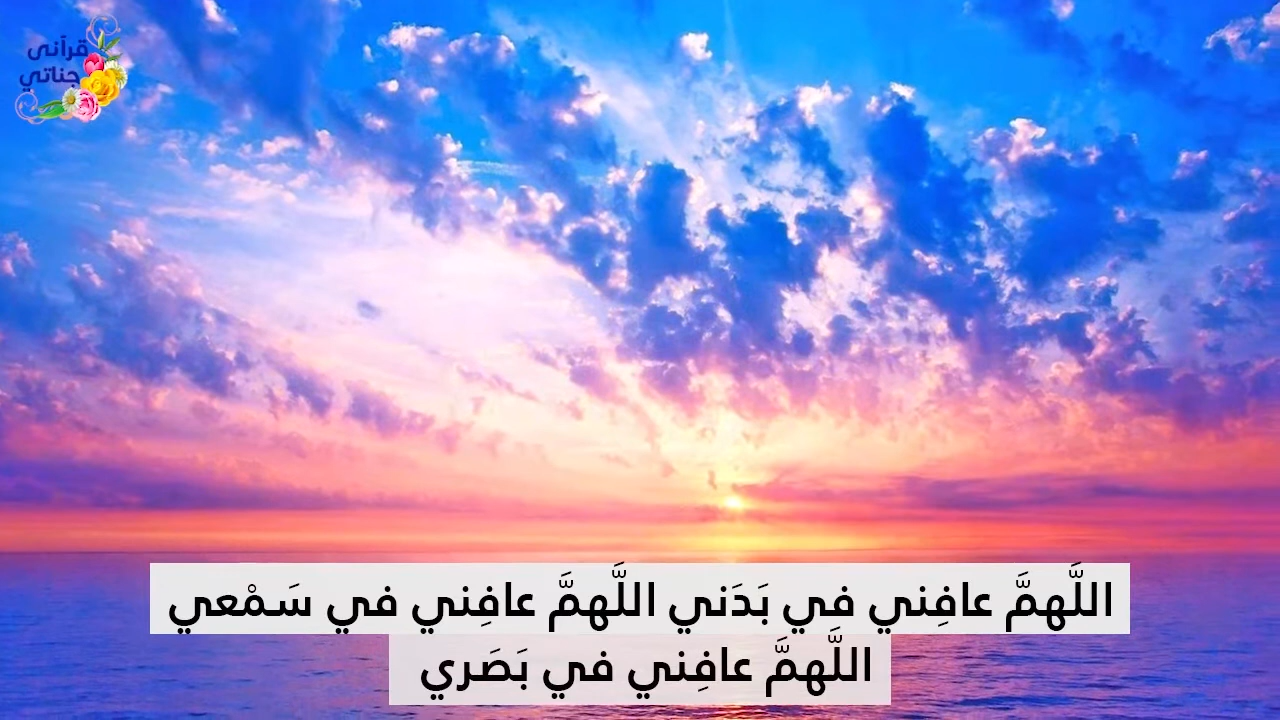 قرآنى
جناتي
اللَّهمَّ عافِني في بَدَني اللَّهمَّ عافِني في سَمْعي
اللَّهمَّ عافِني في بَصَري